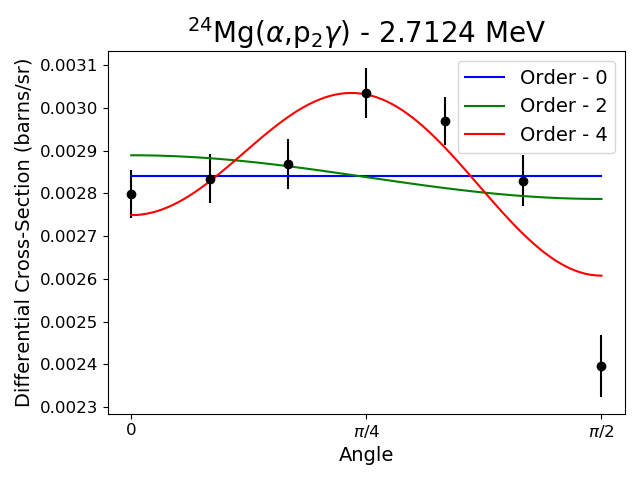 ²⁴Mg(α,p₂γ) - 2.7124 MeV
Differential Cross-Section (barns/sr)
0.0031
0.0030
0.0029
0.0028
0.0027
0.0026
0.0025
0.0024
0.0023
Order - 0
Order - 2
Order - 4
0
π/4
π/2
Angle